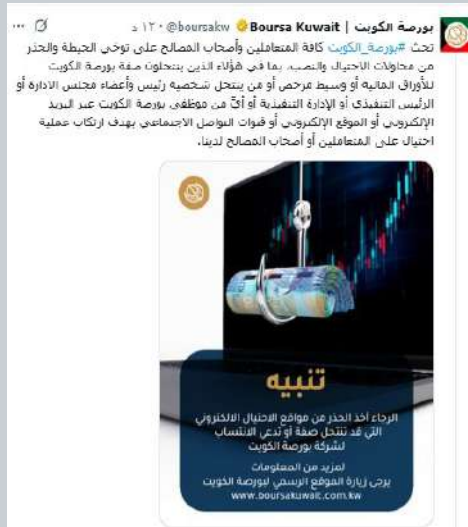 بورصة الكويت | Boursa Kuwait @boursakw · ١٢ د
تحث #بورصة_الكويت كافة المتعاملين وأصحاب المصالح على توخي الحيطة والحذر
من محاولات الاحتيال والنصب، بما في هؤلاء الذين ينتحلون صفة بورصة الكويت
للأوراق المالية أو وسيط مرخص أو من ينتحل شخصية رئيس وأعضاء مجلس الادارة أو
الرئيس التنفيذي أو الإدارة التنفيذية أو أيٌ من موظفي بورصة الكويت عبر البريد
الإلكتروني أو الموقع الإلكتروني أو قنوات التواصل الاجتماعي بهدف ارتكاب عملية
احتيال على المتعاملين أو أصحاب المصالح لدينا.
تنبيه
الرجاء أخذ الحذر من مواقع الاحتيال الالكتروني
التي قد تنتحل صفة أو تدعي الانتساب
لشركة بورصة الكويت
لمزيد من المعلومات
يرجى زيارة الموقع الرسمي لبورصة الكويت
www.boursakuwait.com.kw